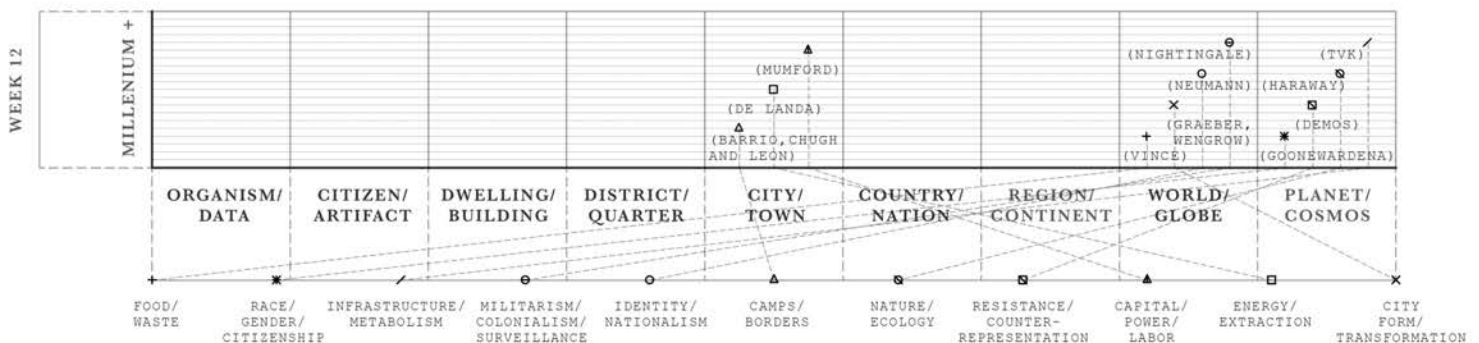 WEEK 12
MILLENIUM +
(NIGHTINGALE)
(TVK)
(MUMFORD)
(NEUMANN)
(HARAWAY)
(DE LANDA)
(GRAEBER,
WENGROW)
(DEMOS)
(BARRIO,CHUGH
AND LEON)
(VINCE)
(GOONEWARDENA)
ORGANISM/
DATA
CITIZEN/
ARTIFACT
DWELLING/
BUILDING
DISTRICT/
QUARTER
CITY/
TOWN
COUNTRY/
NATION
REGION/
CONTINENT
WORLD/
GLOBE
PLANET/
COSMOS
FOOD/
WASTE
RACE/
GENDER/
CITIZENSHIP
INFRASTRUCTURE/
METABOLISM
MILITARISM/
COLONIALISM/
SURVEILLANCE
IDENTITY/
NATIONALISM
CAMPS/
BORDERS
NATURE/
ECOLOGY
RESISTANCE/
COUNTER-
REPRESENTATION
CAPITAL/
POWER/
LABOR
ENERGY/
EXTRACTION
CITY
FORM/
TRANSFORMATION